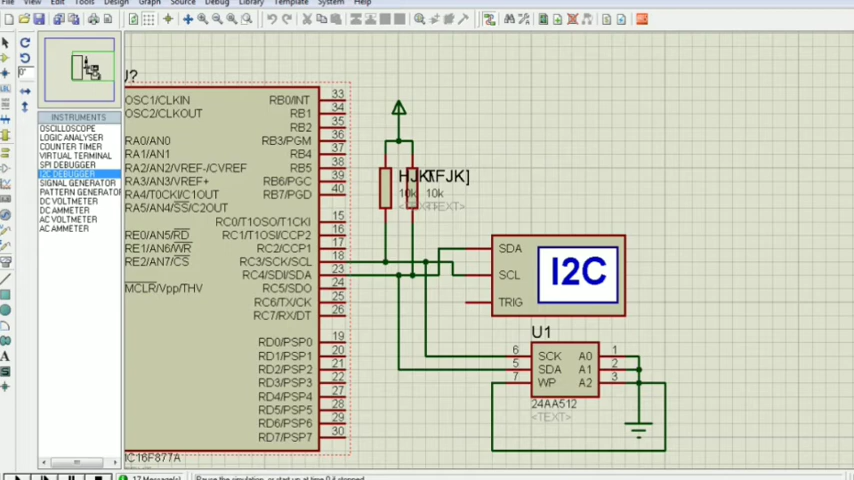 File View Edit Tools Design Graph Source Debug Library Template System Help
INSTRUMENTS
OSCILLOSCOPE
LOGIC ANALYSER
COUNTER TIMER
VIRTUAL TERMINAL
SPI DEBUGGER
I2C DEBUGGER
SIGNAL GENERATOR
PATTERN GENERATOR
DC VOLTMETER
DC AMMETER
AC VOLTMETER
AC AMMETER
U?
OSC1/CLKIN RB0/INT 33
OSC2/CLKOUT RB1 34
RB2 35
RA0/AN0 RB3/PGM 36
RA1/AN1 RB4 37
RA2/AN2/VREF-/CVREF RB5 38
RA3/AN3/VREF+ RB6/PGC 39
RA4/T0CKI/C1OUT RB7/PGD 40
RA5/AN4/SS/C2OUT
RC0/T1OSO/T1CKI 15
RE0/AN5/RD RC1/T1OSI/CCP2 16
RE1/AN6/WR RC2/CCP1 17
RE2/AN7/CS RC3/SCK/SCL 18
RC4/SDI/SDA 23
MCLR/Vpp/THV RC5/SDO 24
RC6/TX/CK 25
RC7/RX/DT 26
RD0/PSP0 19
RD1/PSP1 20
RD2/PSP2 21
RD3/PSP3 22
RD4/PSP4 27
RD5/PSP5 28
RD6/PSP6 29
RD7/PSP7 30
PIC16F877A
10k 10k
<TEXT>
SDA
SCL
TRIG
I2C
U1
6 SCK A0 1
5 SDA A1 2
7 WP A2 3
24AA512
<TEXT>
17 Message(s)